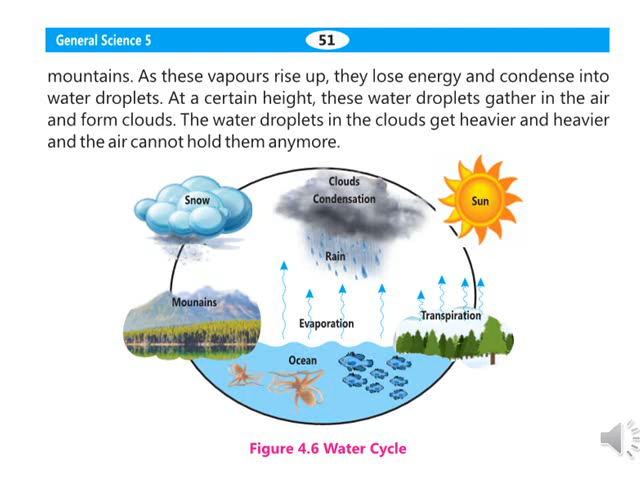 General Science 5
51
mountains. As these vapours rise up, they lose energy and condense into
water droplets. At a certain height, these water droplets gather in the air
and form clouds. The water droplets in the clouds get heavier and heavier
and the air cannot hold them anymore.
Clouds
Condensation
Snow
Sun
Rain
Mounains
Transpiration
Evaporation
Ocean
Figure 4.6 Water Cycle